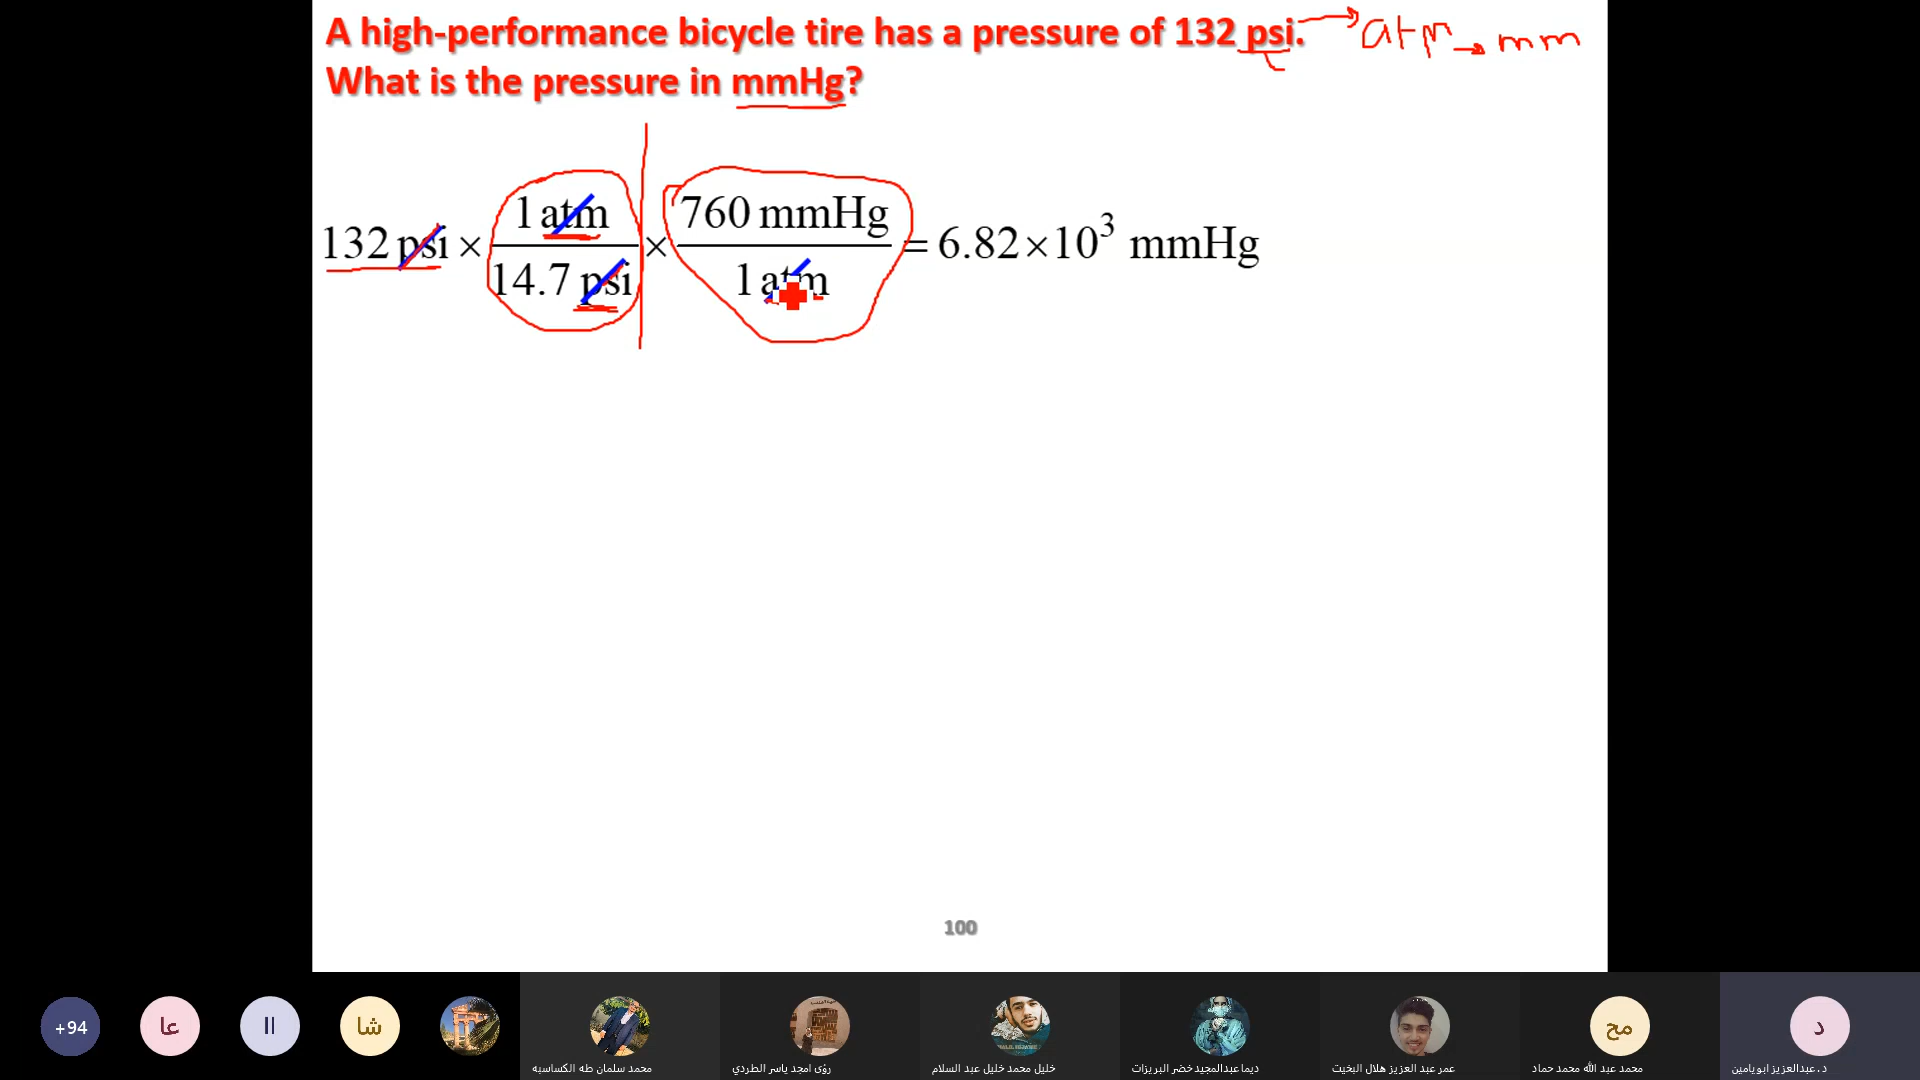 A high-performance bicycle tire has a pressure of 132 psi. → atm → mm
What is the pressure in mmHg?
132 psi × 1 atm / 14.7 psi × 760 mmHg / 1 atm = 6.82×10³ mmHg
100
+94
عا
اا
شا
مح
د
محمد سلمان طه الكساسبه
رؤى امجد ياسر الطردي
خليل محمد خليل عبد السلام
ديما عبدالمجيد خضر البريزات
عمر عبد العزيز هلال البخيت
محمد عبد الله محمد حماد
د.عبدالعزيز ابويامين